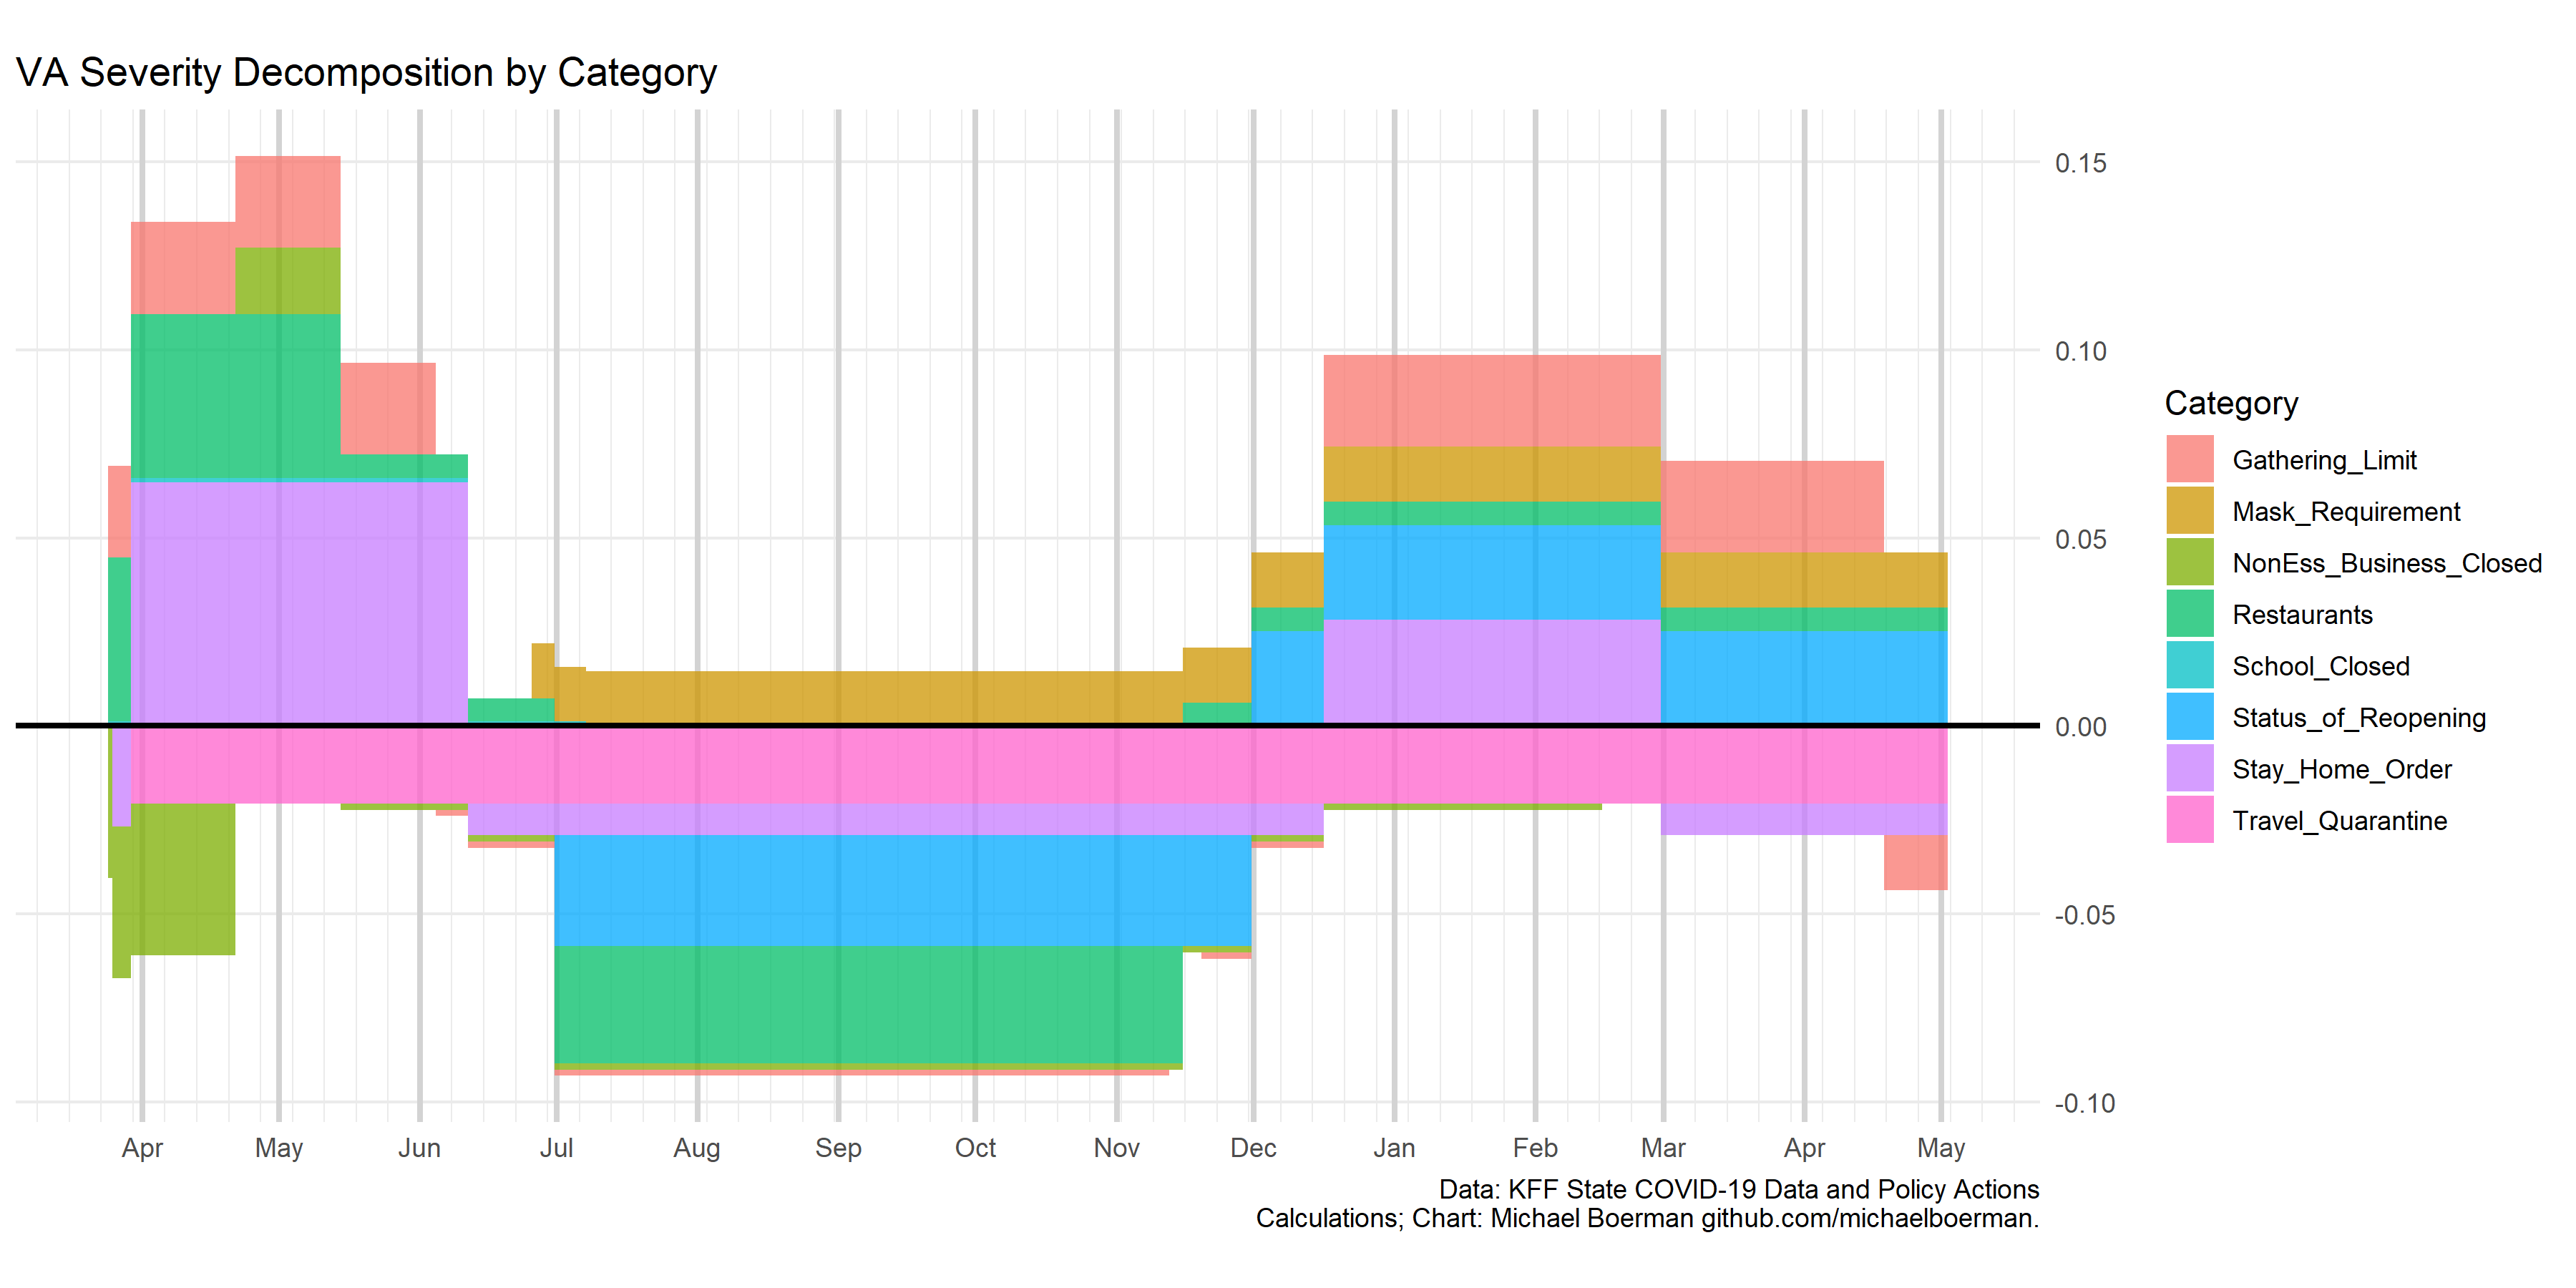 VA Severity Decomposition by Category
0.15
0.10
0.05
0.00
-0.05
-0.10
Apr May Jun Jul Aug Sep Oct Nov Dec Jan Feb Mar Apr May
Category
Gathering_Limit
Mask_Requirement
NonEss_Business_Closed
Restaurants
School_Closed
Status_of_Reopening
Stay_Home_Order
Travel_Quarantine
Data: KFF State COVID-19 Data and Policy Actions
Calculations; Chart: Michael Boerman github.com/michaelboerman.